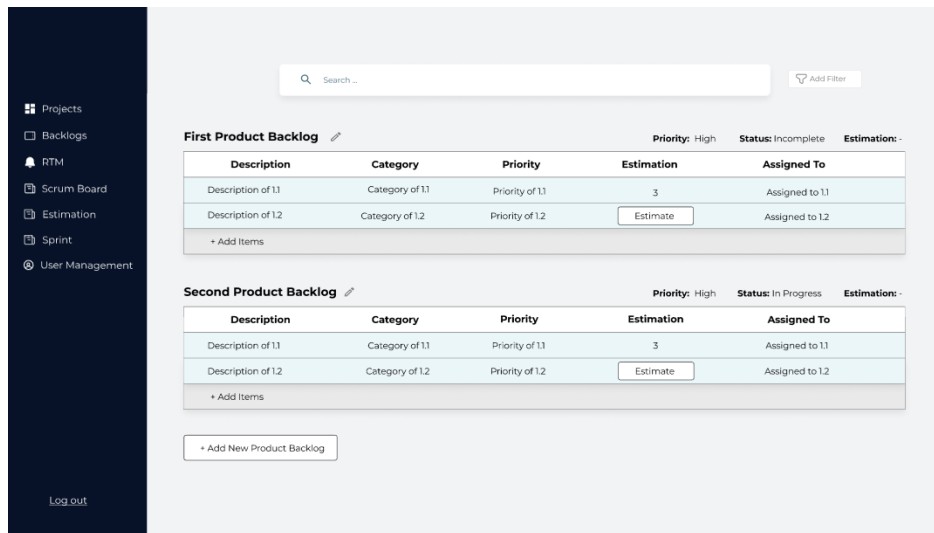 Projects
Backlogs
RTM
Scrum Board
Estimation
Sprint
User Management
Log out
Search ...
Add Filter
First Product Backlog Priority: High Status: Incomplete Estimation: -
Description Category Priority Estimation Assigned To
Description of 1.1 Category of 1.1 Priority of 1.1 3 Assigned to 1.1
Description of 1.2 Category of 1.2 Priority of 1.2 Estimate Assigned to 1.2
+ Add Items
Second Product Backlog Priority: High Status: In Progress Estimation: -
Description Category Priority Estimation Assigned To
Description of 1.1 Category of 1.1 Priority of 1.1 3 Assigned to 1.1
Description of 1.2 Category of 1.2 Priority of 1.2 Estimate Assigned to 1.2
+ Add Items
+ Add New Product Backlog